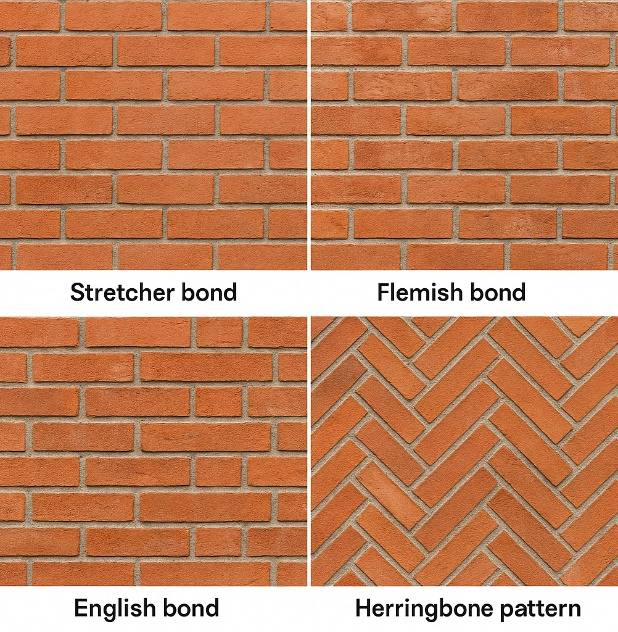 Stretcher bond
Flemish bond
English bond
Herringbone pattern